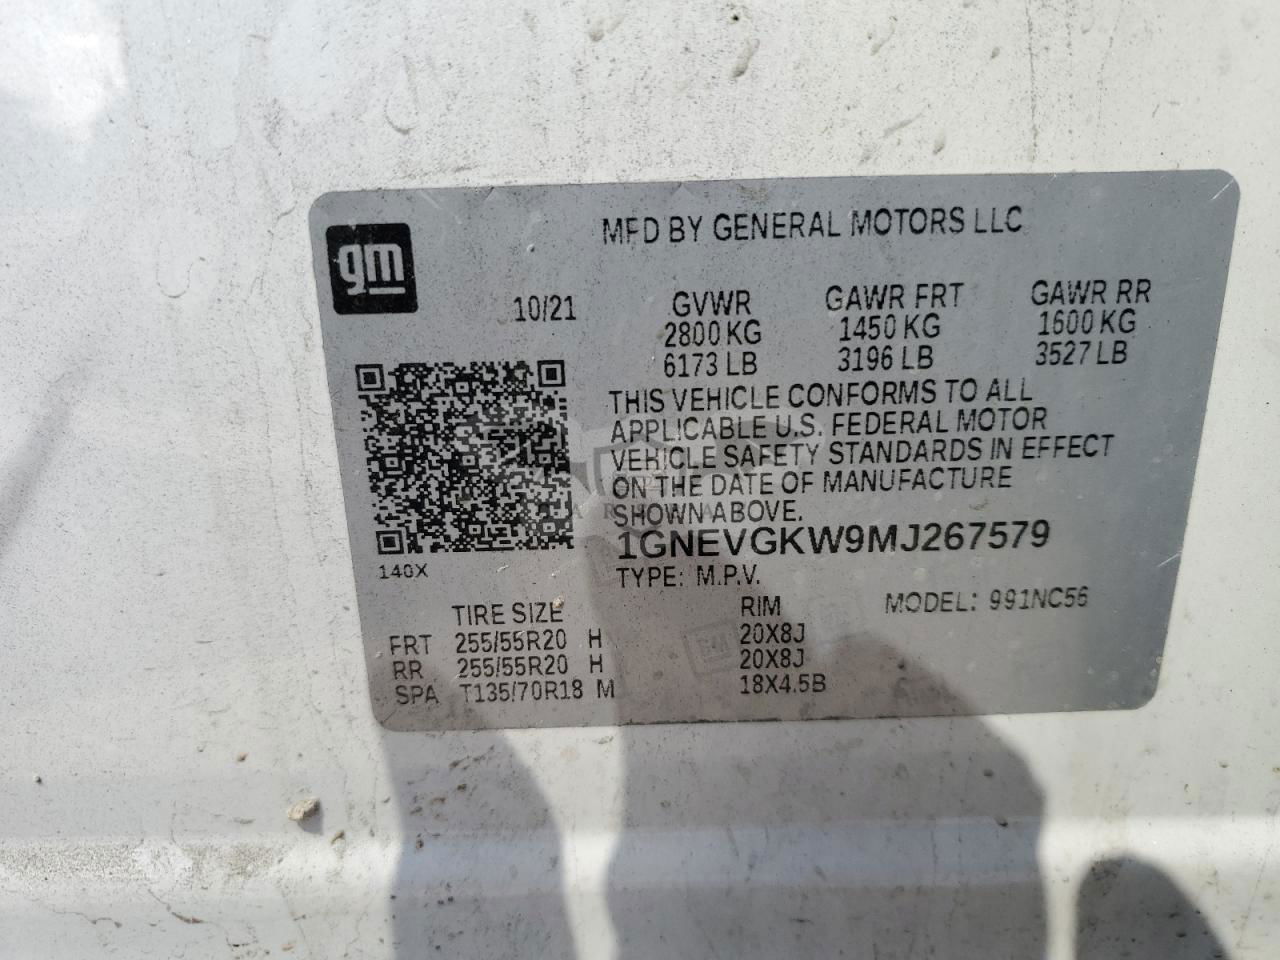 gm
MFD BY GENERAL MOTORS LLC
10/21
GVWR GAWR FRT GAWR RR
2800 KG 1450 KG 1600 KG
6173 LB 3196 LB 3527 LB
THIS VEHICLE CONFORMS TO ALL
APPLICABLE U.S. FEDERAL MOTOR
VEHICLE SAFETY STANDARDS IN EFFECT
ON THE DATE OF MANUFACTURE
SHOWN ABOVE.
1GNEVGKW9MJ267579
140X
TYPE: M.P.V.
MODEL: 991NC56
TIRE SIZE RIM
FRT 255/55R20 H 20X8J
RR 255/55R20 H 20X8J
SPA T135/70R18 M 18X4.5B